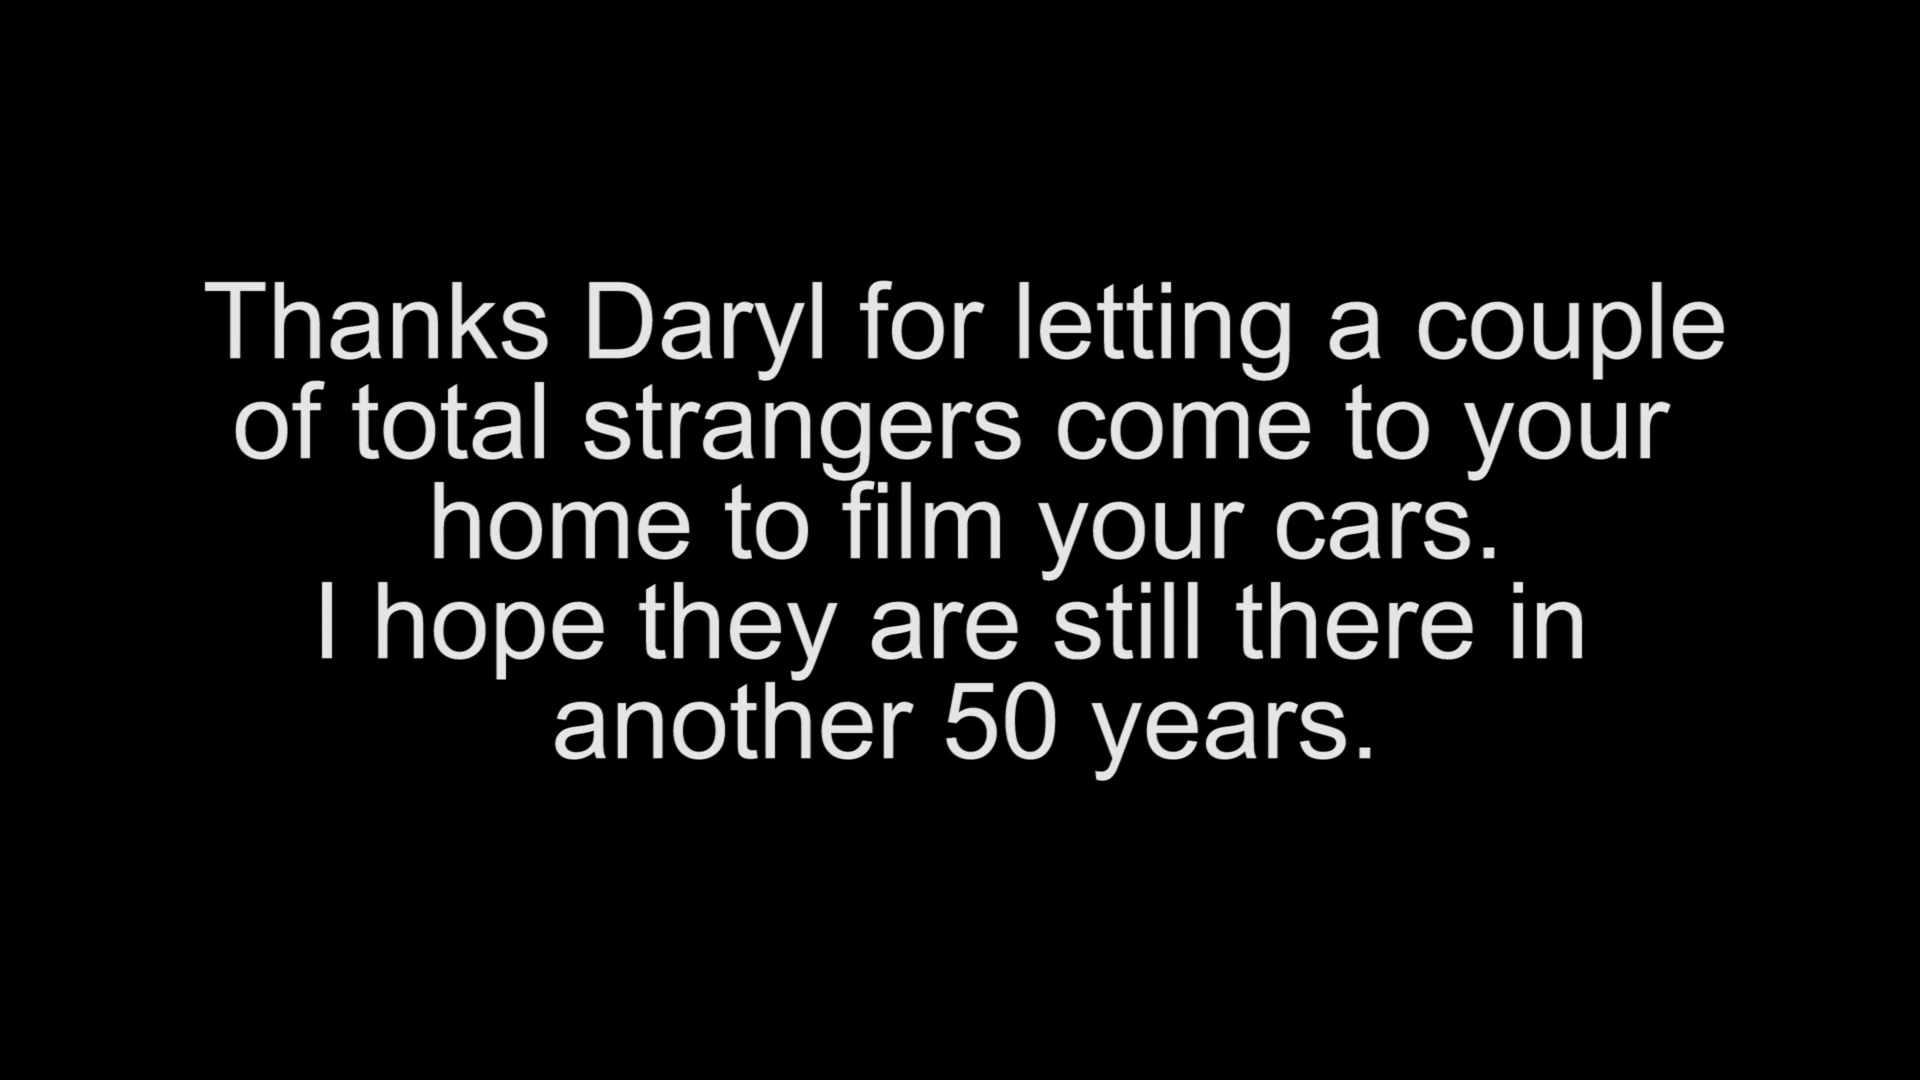 Thanks Daryl for letting a couple
of total strangers come to your
home to film your cars.
I hope they are still there in
another 50 years.